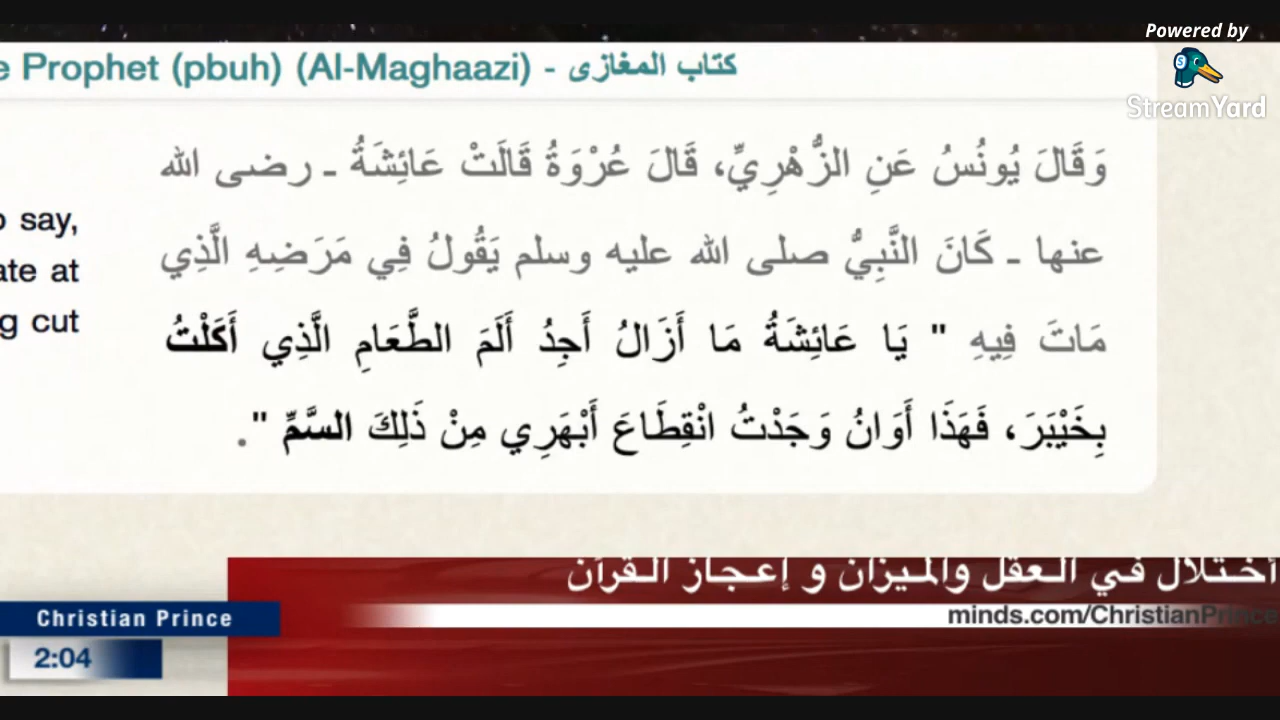 Powered by
StreamYard
e Prophet (pbuh) (Al-Maghaazi) - كتاب المغازى
وَقَالَ يُونُسُ عَنِ الزُّهْرِيِّ، قَالَ عُرْوَةُ قَالَتْ عَائِشَةُ ـ رضى الله
عنها ـ كَانَ النَّبِيُّ صلى الله عليه وسلم يَقُولُ فِي مَرَضِهِ الَّذِي
مَاتَ فِيهِ " يَا عَائِشَةُ مَا أَزَالُ أَجِدُ أَلَمَ الطَّعَامِ الَّذِي أَكَلْتُ
بِخَيْبَرَ، فَهَذَا أَوَانُ وَجَدْتُ انْقِطَاعَ أَبْهَرِي مِنْ ذَلِكَ السَّمِّ ".
o say,
ate at
g cut
أختلال في العقل والميزان و إعجاز القرآن
minds.com/ChristianPrince
Christian Prince
2:04